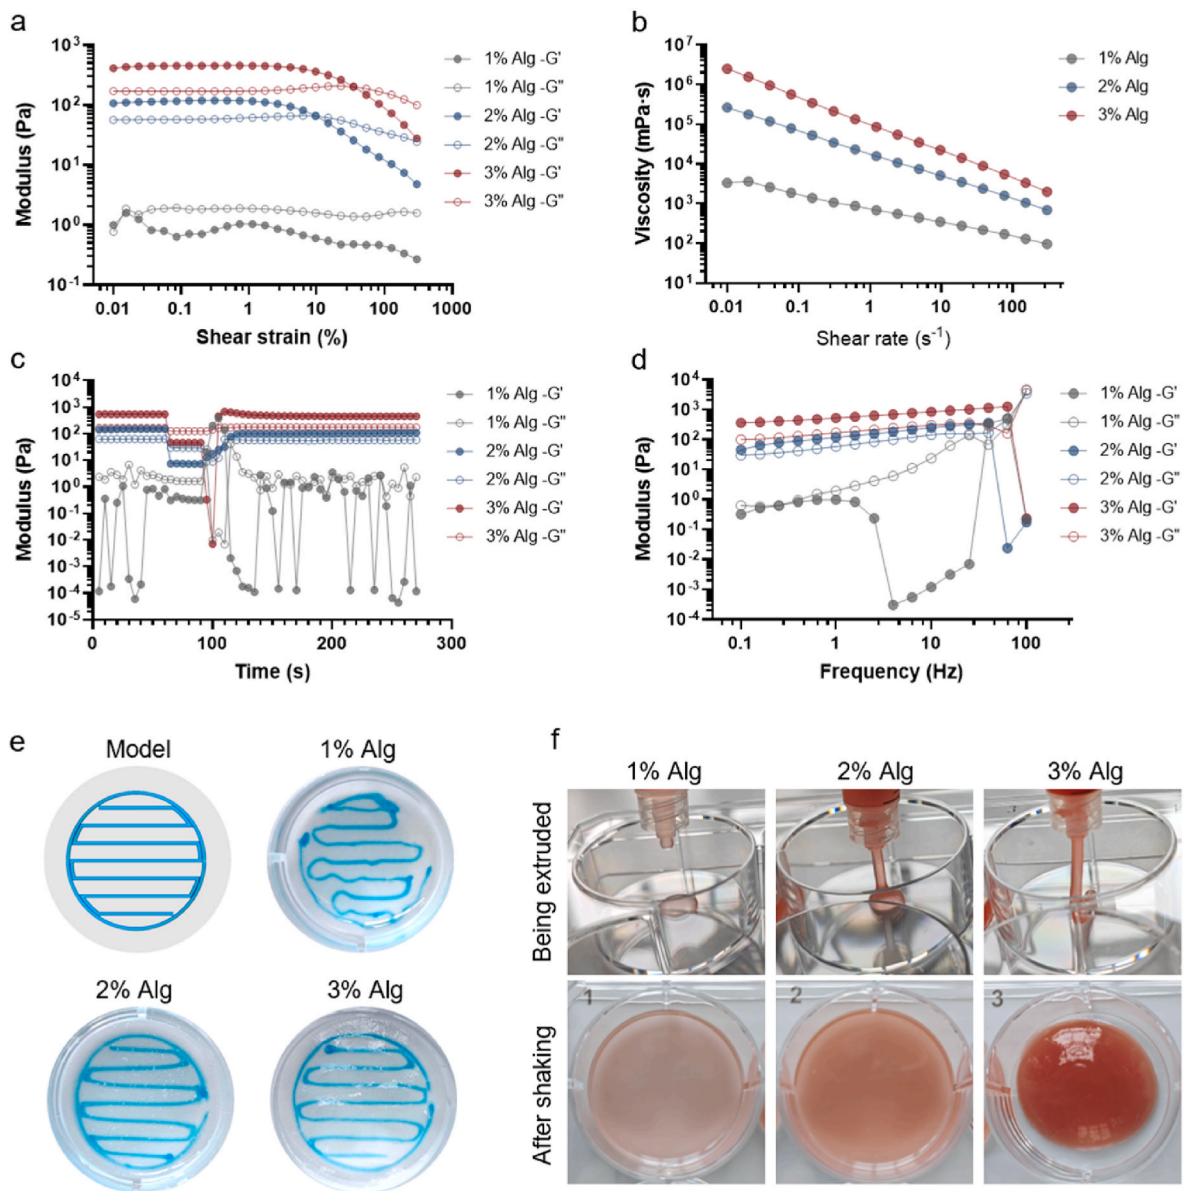 a
10³
10²
10¹
10⁰
10⁻¹
Modulus (Pa)
0.01 0.1 1 10 100 1000
Shear strain (%)
1% Alg -G'
1% Alg -G"
2% Alg -G'
2% Alg -G"
3% Alg -G'
3% Alg -G"
b
10⁷
10⁶
10⁵
10⁴
10³
10²
10¹
Viscosity (mPa·s)
0.01 0.1 1 10 100
Shear rate (s⁻¹)
1% Alg
2% Alg
3% Alg
c
10⁴
10³
10²
10¹
10⁰
10⁻¹
10⁻²
10⁻³
10⁻⁴
10⁻⁵
Modulus (Pa)
0 100 200 300
Time (s)
1% Alg -G'
1% Alg -G"
2% Alg -G'
2% Alg -G"
3% Alg -G'
3% Alg -G"
d
10⁴
10³
10²
10¹
10⁰
10⁻¹
10⁻²
10⁻³
10⁻⁴
Modulus (Pa)
0.1 1 10 100
Frequency (Hz)
1% Alg -G'
1% Alg -G"
2% Alg -G'
2% Alg -G"
3% Alg -G'
3% Alg -G"
e
Model 1% Alg
2% Alg 3% Alg
f
1% Alg 2% Alg 3% Alg
Being extruded
After shaking
1 2 3